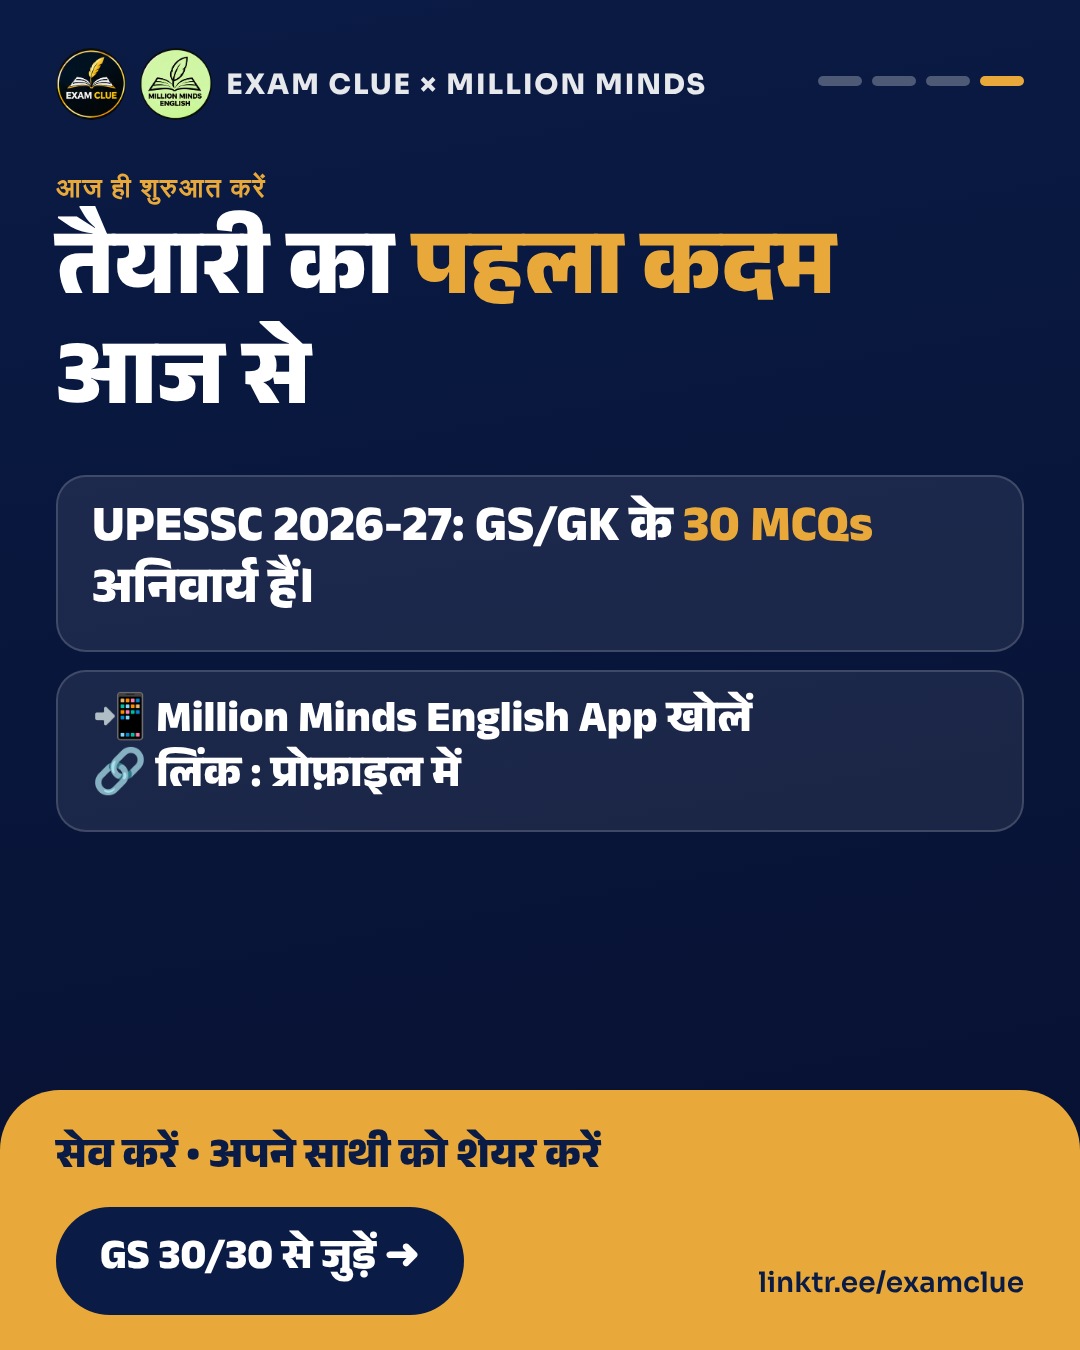 EXAM CLUE
MILLION MINDS
ENGLISH
EXAM CLUE × MILLION MINDS
आज ही शुरुआत करें
तैयारी का पहला कदम
आज से
UPESSC 2026-27: GS/GK के 30 MCQs
अनिवार्य हैं।
📲 Million Minds English App खोलें
🔗 लिंक : प्रोफ़ाइल में
सेव करें • अपने साथी को शेयर करें
GS 30/30 से जुड़ें →
linktr.ee/examclue